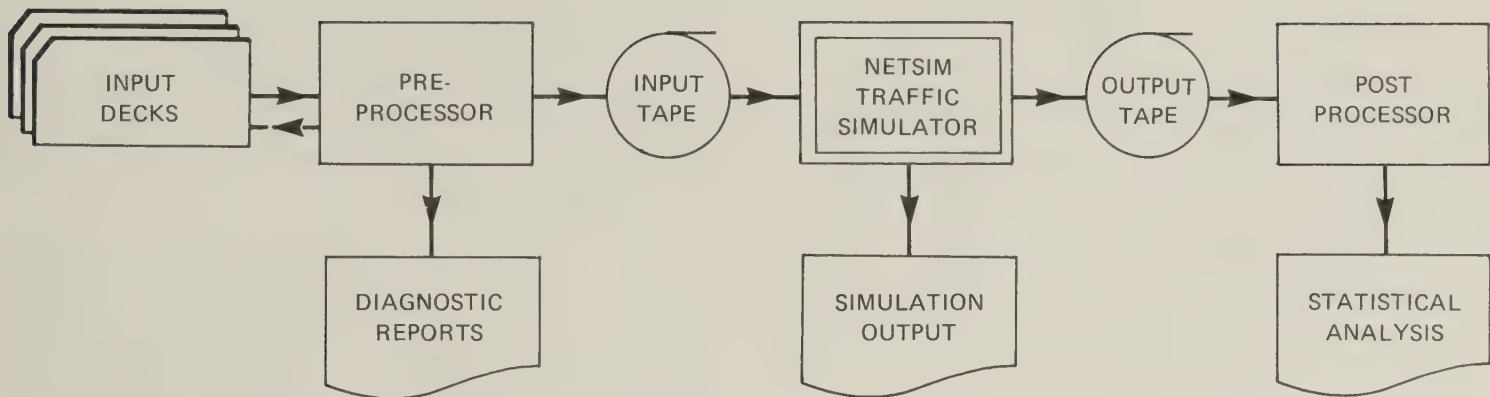 INPUT
DECKS
PRE-
PROCESSOR
INPUT
TAPE
NETSIM
TRAFFIC
SIMULATOR
OUTPUT
TAPE
POST
PROCESSOR
DIAGNOSTIC
REPORTS
SIMULATION
OUTPUT
STATISTICAL
ANALYSIS